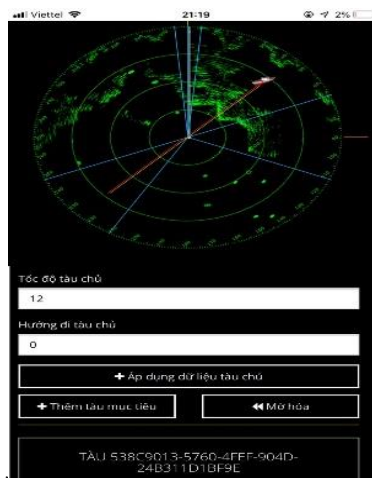 Viettel 21:19 2%
Tốc độ tàu chủ
12
Hướng đi tàu chủ
0
+ Áp dụng dữ liệu tàu chủ
+ Thêm tàu mục tiêu
Mờ hóa
TÀU 538C9013-5760-4FEF-904D-
24B311D1BF9E